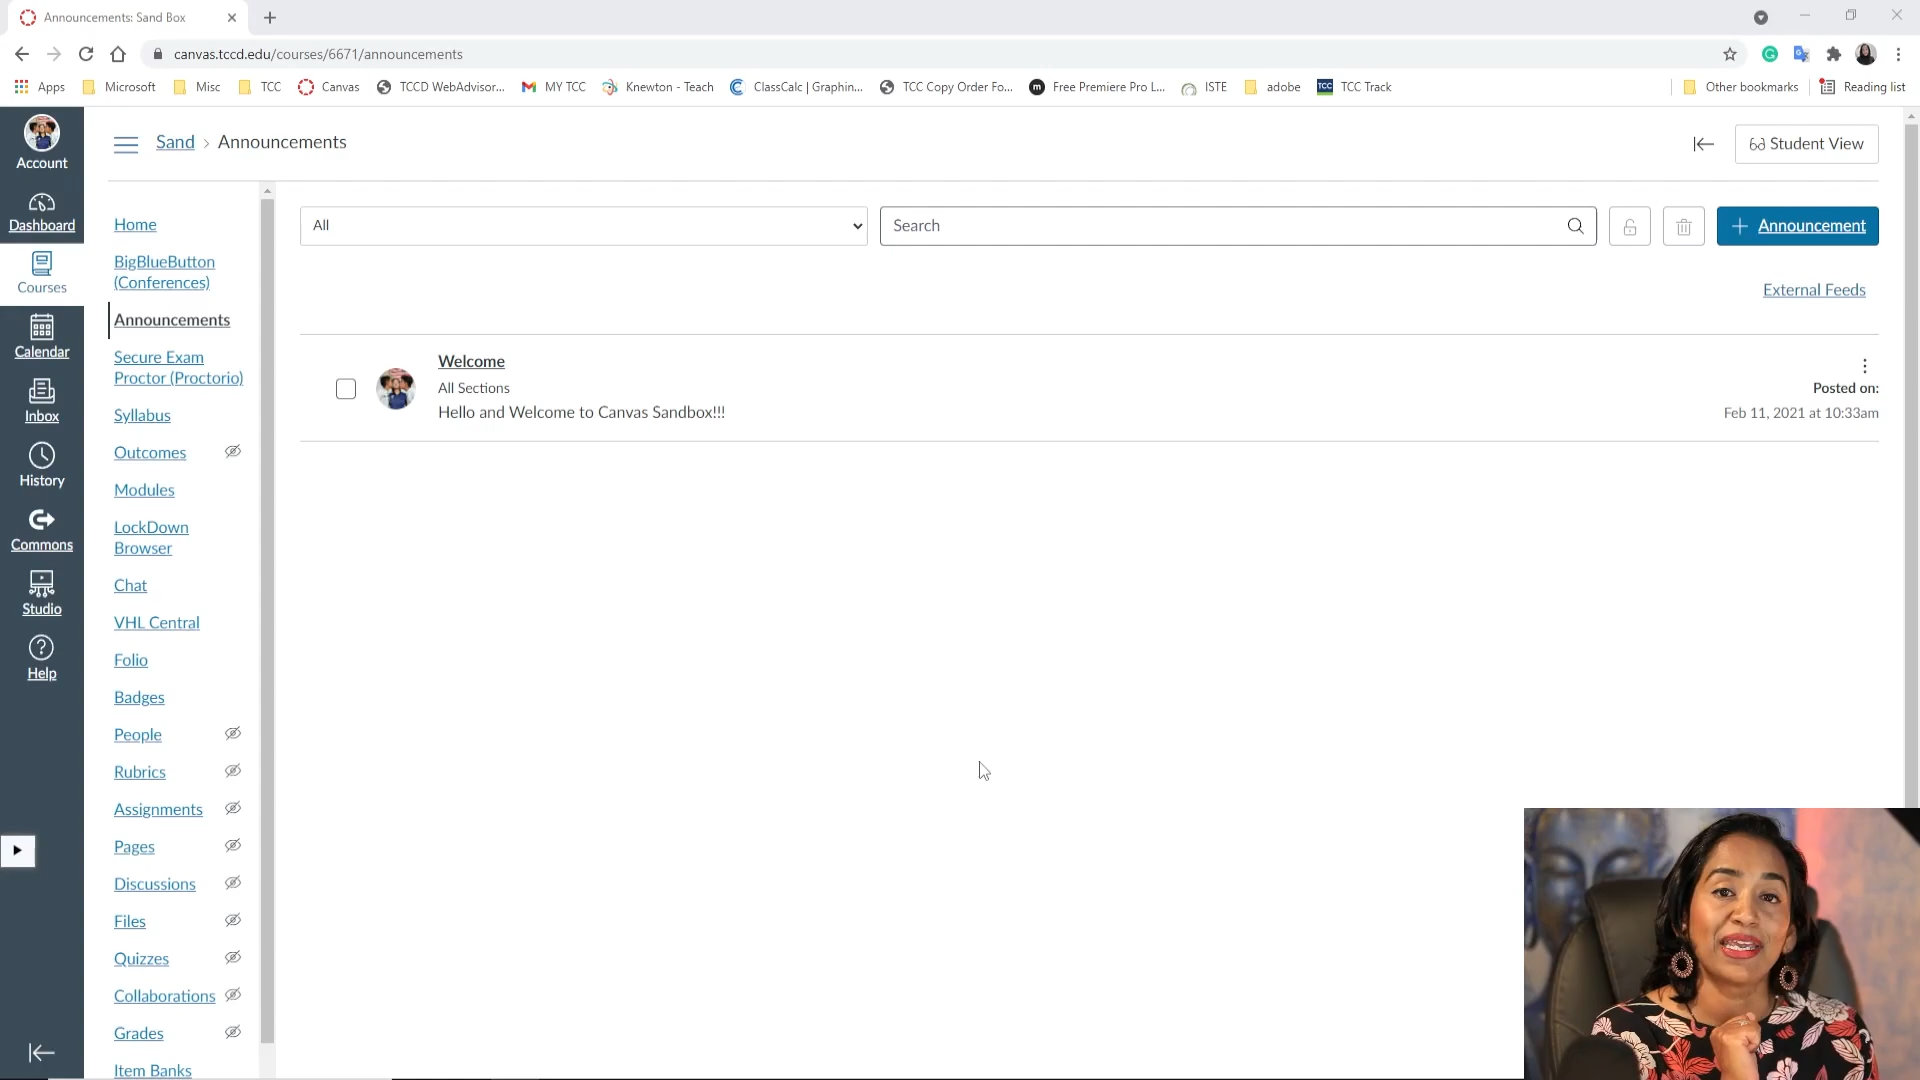 Announcements: Sand Box
canvas.tccd.edu/courses/6671/announcements
Apps Microsoft Misc TCC Canvas TCCD WebAdvisor... MY TCC Knewton - Teach ClassCalc | Graphin... TCC Copy Order Fo... Free Premiere Pro L... ISTE adobe TCC TCC Track Other bookmarks Reading list
Account
Dashboard
Courses
Calendar
Inbox
History
Commons
Studio
Help
Sand > Announcements
Student View
Home
BigBlueButton
(Conferences)
Announcements
Secure Exam
Proctor (Proctorio)
Syllabus
Outcomes
Modules
LockDown
Browser
Chat
VHL Central
Folio
Badges
People
Rubrics
Assignments
Pages
Discussions
Files
Quizzes
Collaborations
Grades
Item Banks
All
Search
+ Announcement
External Feeds
Welcome
All Sections
Hello and Welcome to Canvas Sandbox!!!
Posted on:
Feb 11, 2021 at 10:33am